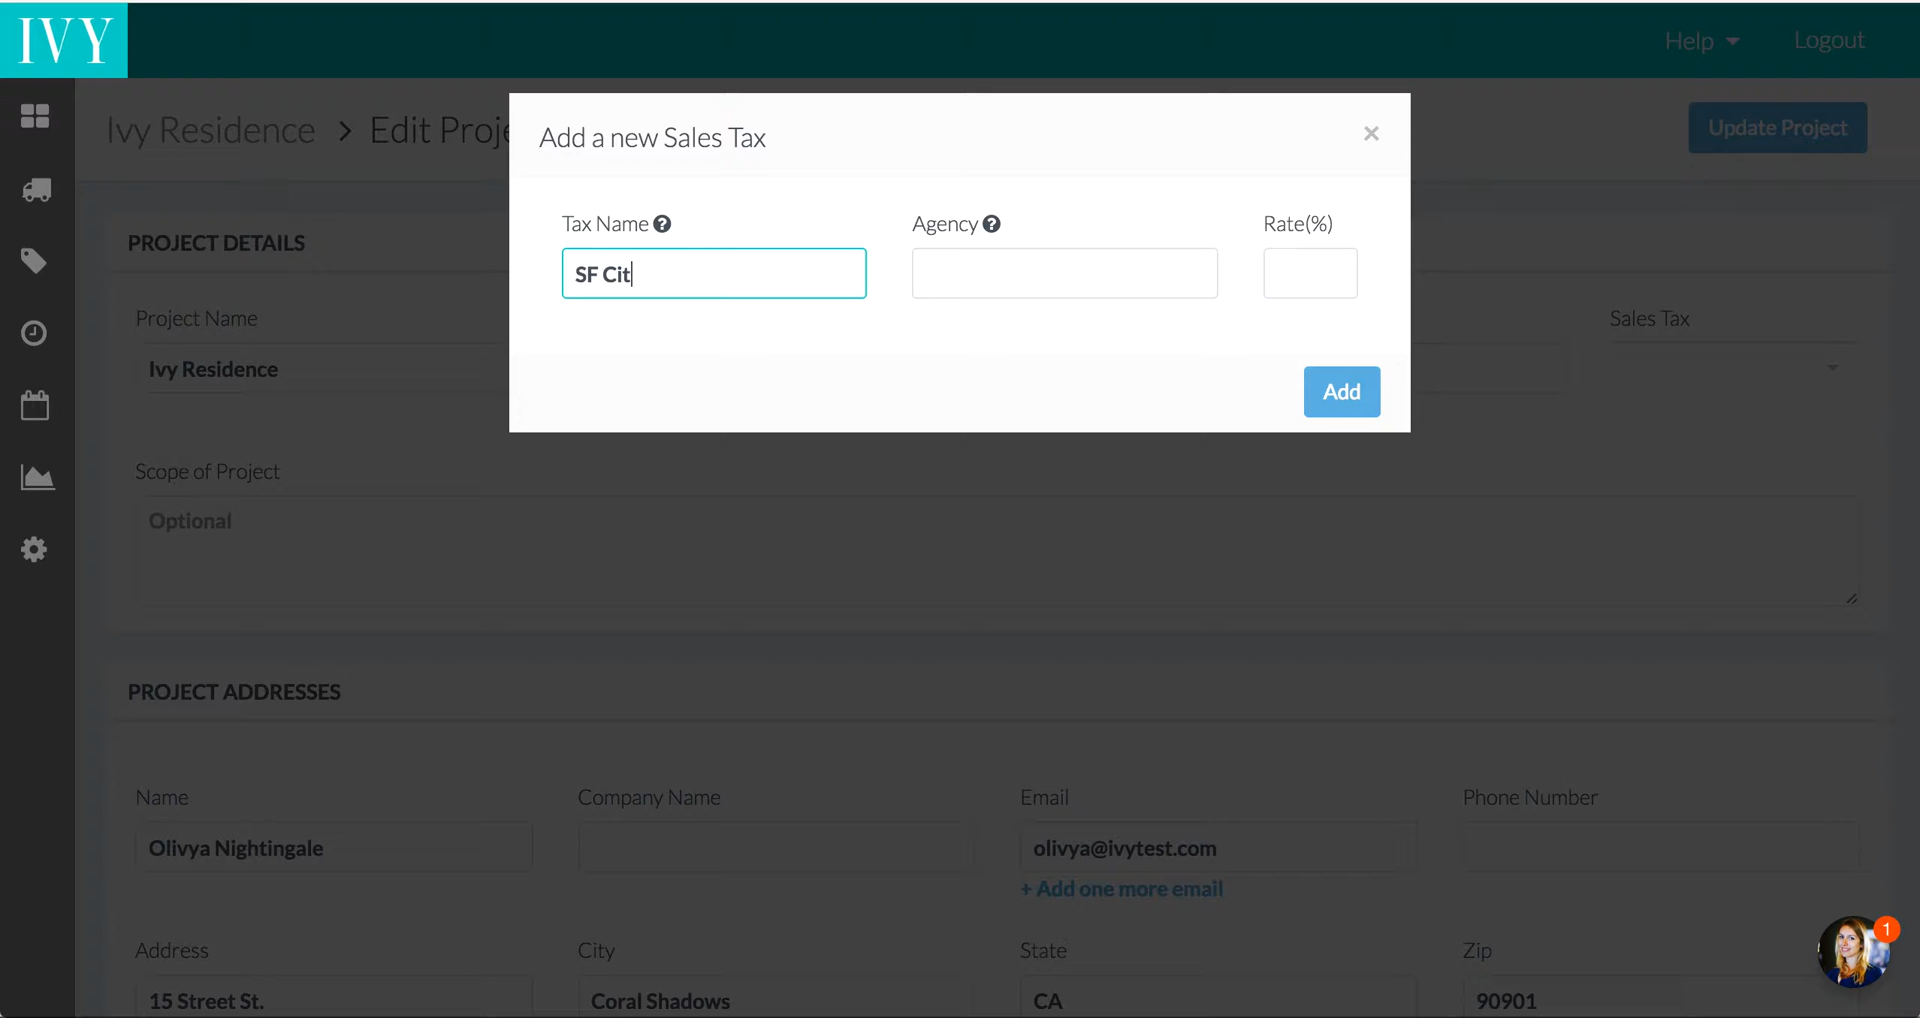 IVY
Help
Logout
Ivy Residence > Edit Proje
Update Project
Add a new Sales Tax
×
Tax Name ?
Agency ?
Rate(%)
SF Cit
Add
PROJECT DETAILS
Project Name
Sales Tax
Ivy Residence
Scope of Project
Optional
PROJECT ADDRESSES
Name
Company Name
Email
Phone Number
Olivya Nightingale
olivya@ivytest.com
+ Add one more email
1
Address
City
State
Zip
15 Street St.
Coral Shadows
CA
90901